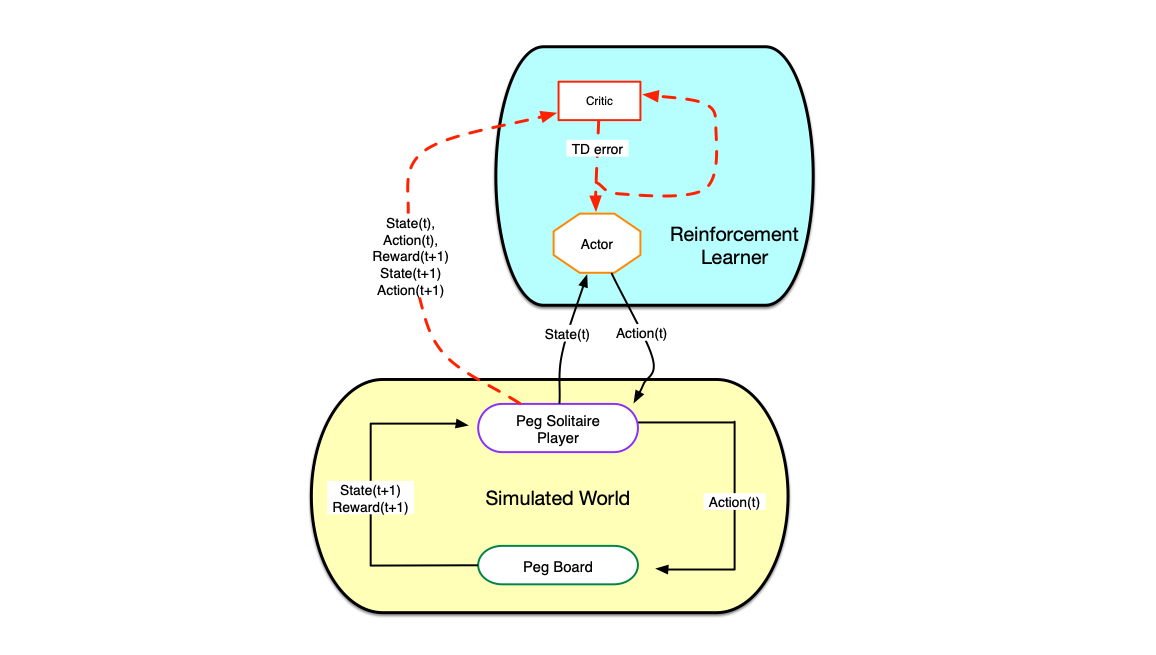 Critic
TD error
Actor
Reinforcement
Learner
State(t),
Action(t),
Reward(t+1)
State(t+1)
Action(t+1)
State(t)
Action(t)
Peg Solitaire
Player
State(t+1)
Reward(t+1)
Simulated World
Action(t)
Peg Board